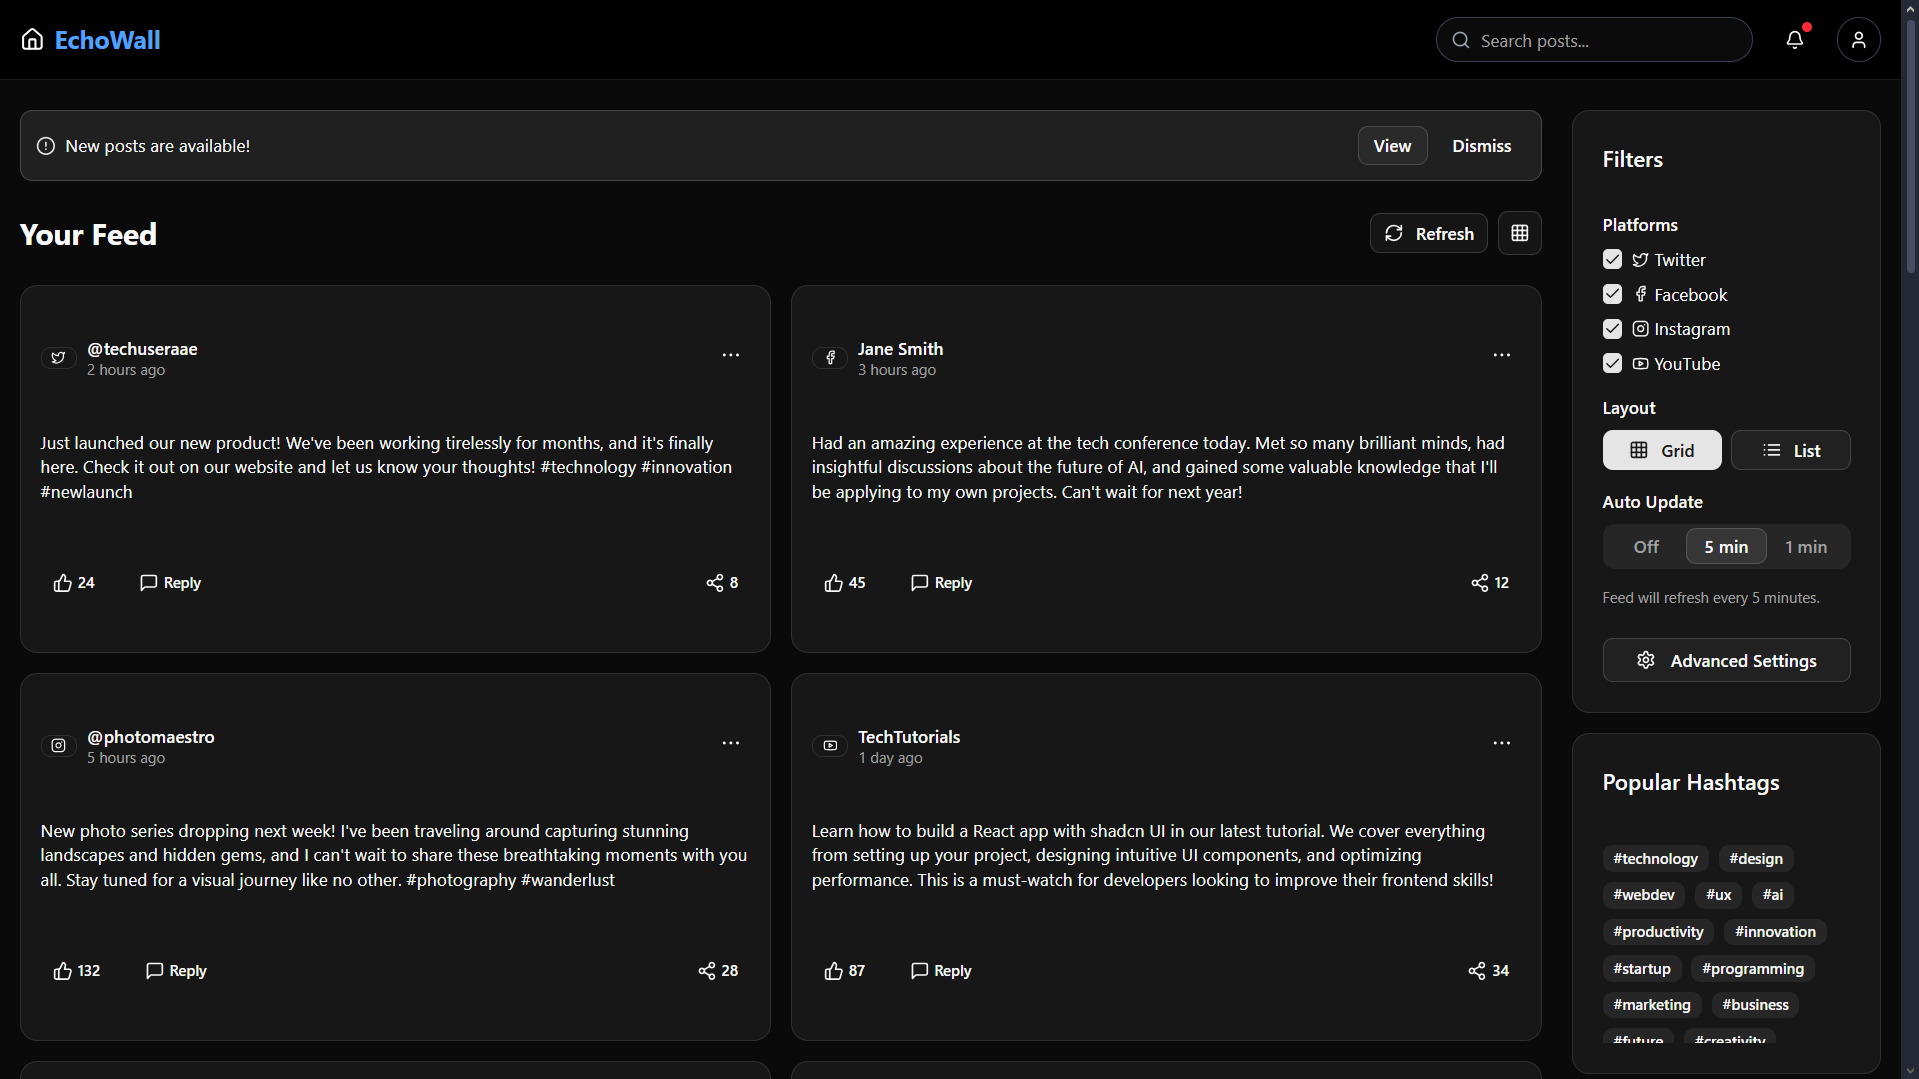 EchoWall
Search posts...
New posts are available!
View
Dismiss
Your Feed
Refresh
@techuseraae
2 hours ago
Just launched our new product! We've been working tirelessly for months, and it's finally
here. Check it out on our website and let us know your thoughts! #technology #innovation
#newlaunch
24
Reply
8
Jane Smith
3 hours ago
Had an amazing experience at the tech conference today. Met so many brilliant minds, had
insightful discussions about the future of AI, and gained some valuable knowledge that I'll
be applying to my own projects. Can't wait for next year!
45
Reply
12
@photomaestro
5 hours ago
New photo series dropping next week! I've been traveling around capturing stunning
landscapes and hidden gems, and I can't wait to share these breathtaking moments with you
all. Stay tuned for a visual journey like no other. #photography #wanderlust
132
Reply
28
TechTutorials
1 day ago
Learn how to build a React app with shadcn UI in our latest tutorial. We cover everything
from setting up your project, designing intuitive UI components, and optimizing
performance. This is a must-watch for developers looking to improve their frontend skills!
87
Reply
34
Filters
Platforms
Twitter
Facebook
Instagram
YouTube
Layout
Grid
List
Auto Update
Off
5 min
1 min
Feed will refresh every 5 minutes.
Advanced Settings
Popular Hashtags
#technology
#design
#webdev
#ux
#ai
#productivity
#innovation
#startup
#programming
#marketing
#business
#future
#creativity